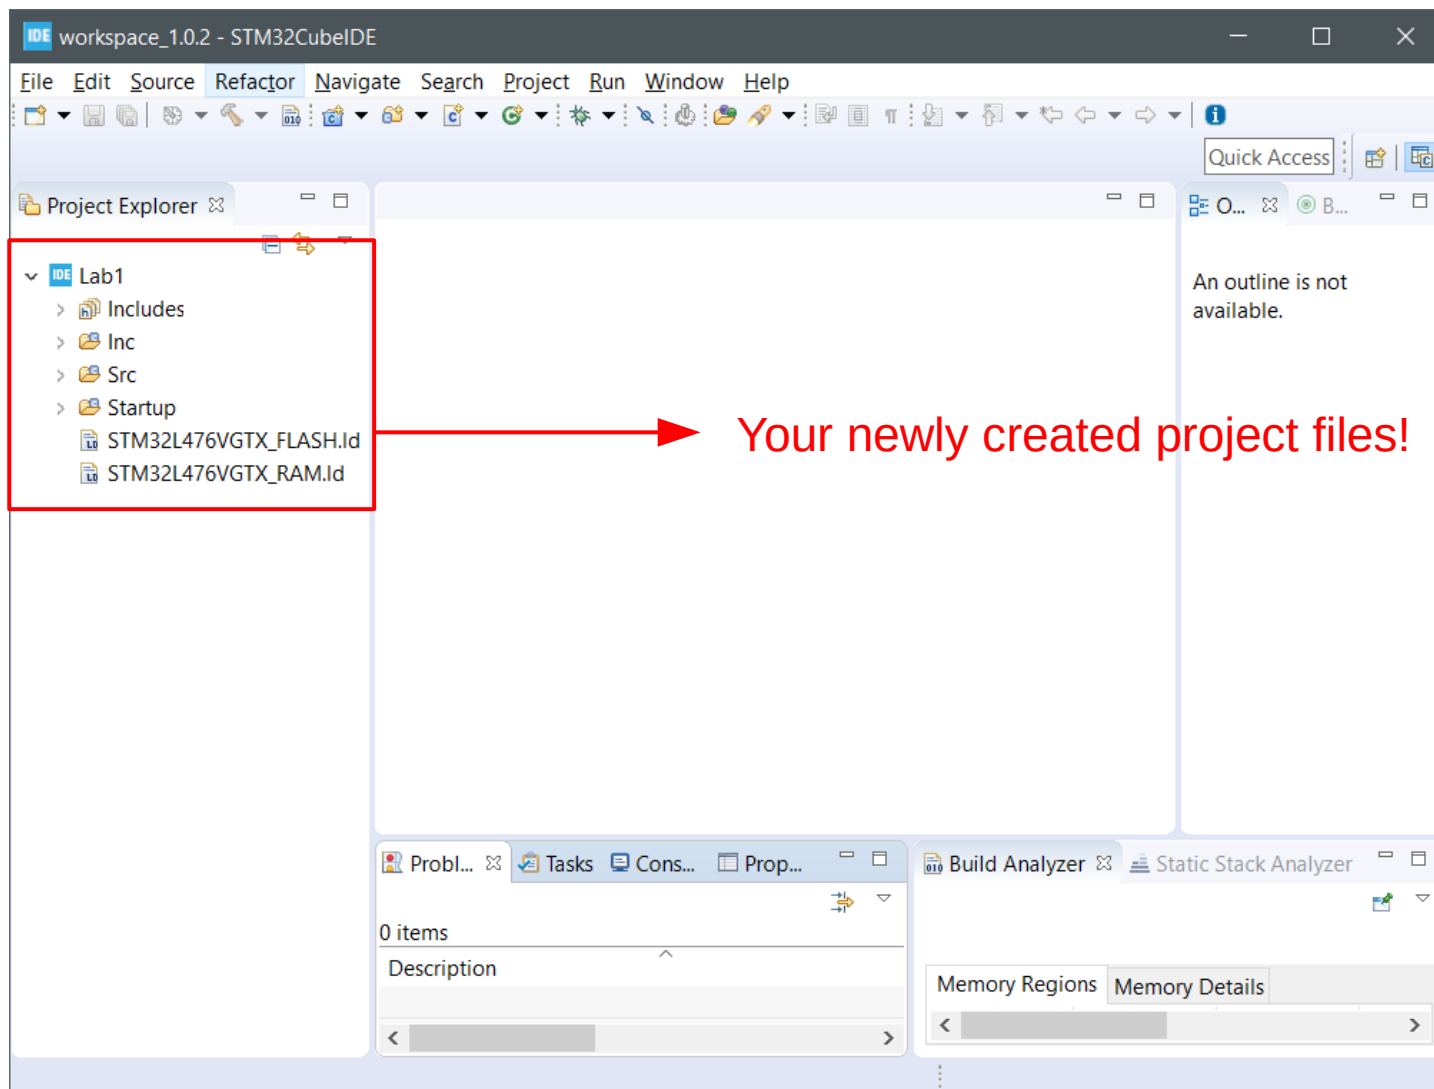 IDE workspace_1.0.2 - STM32CubeIDE
File Edit Source Refactor Navigate Search Project Run Window Help
Quick Access
Project Explorer
O...
B...
IDE Lab1
Includes
Inc
Src
Startup
STM32L476VGTX_FLASH.ld
STM32L476VGTX_RAM.ld
An outline is not
available.
Your newly created project files!
Probl...
Tasks
Cons...
Prop...
0 items
Description
Build Analyzer
Static Stack Analyzer
Memory Regions
Memory Details